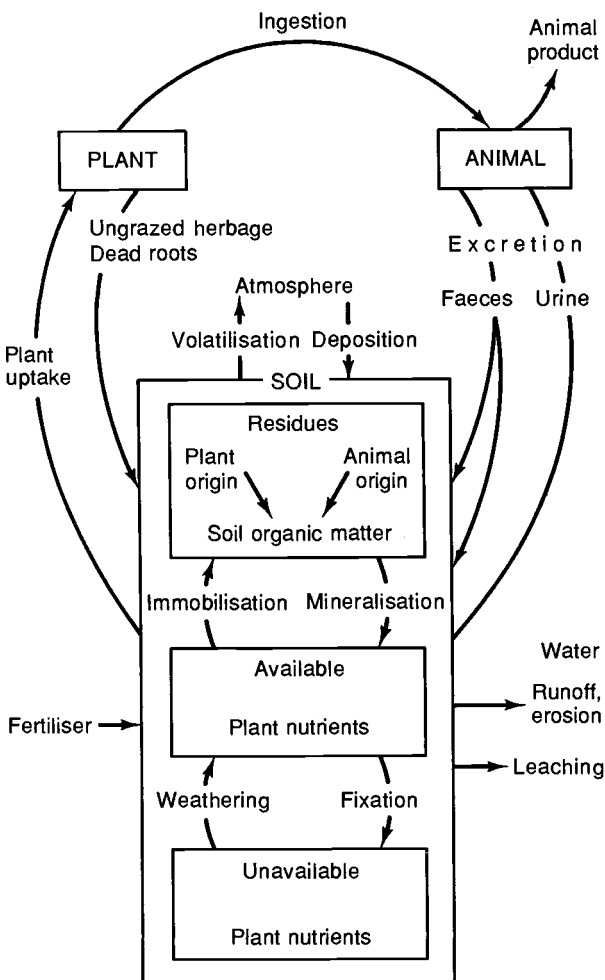 Ingestion
Animal
product
PLANT
ANIMAL
Ungrazed herbage
Dead roots
Excretion
Faeces
Urine
Atmosphere
Volatilisation
Deposition
Plant
uptake
SOIL
Residues
Plant
origin
Animal
origin
Soil organic matter
Immobilisation
Mineralisation
Available
Plant nutrients
Water
Runoff,
erosion
Fertiliser
Leaching
Weathering
Fixation
Unavailable
Plant nutrients